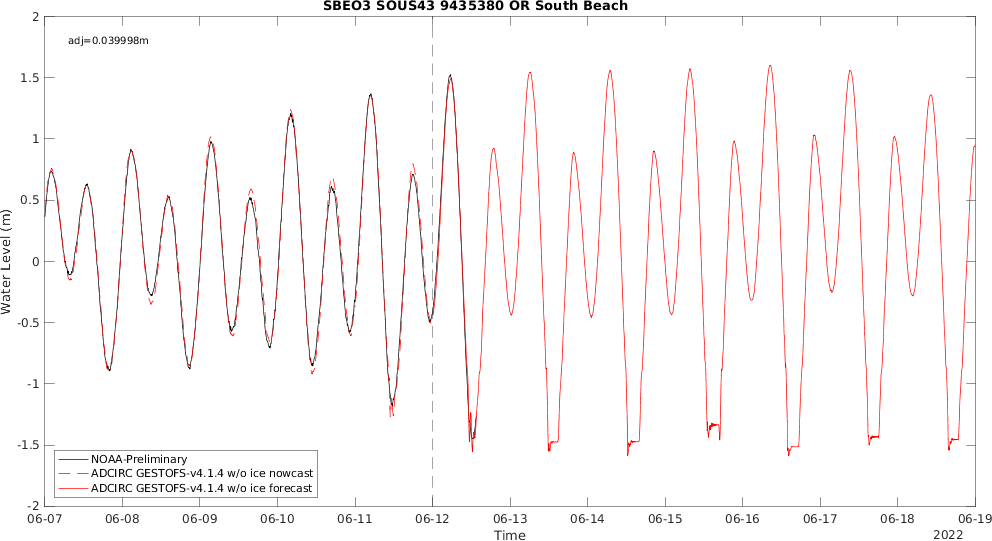 SBEO3 SOUS43 9435380 OR South Beach
adj=0.039998m
2
1.5
1
0.5
0
-0.5
-1
-1.5
-2
Water Level (m)
NOAA-Preliminary
ADCIRC GESTOFS-v4.1.4 w/o ice nowcast
ADCIRC GESTOFS-v4.1.4 w/o ice forecast
06-07 06-08 06-09 06-10 06-11 06-12 06-13 06-14 06-15 06-16 06-17 06-18 06-19
Time
2022